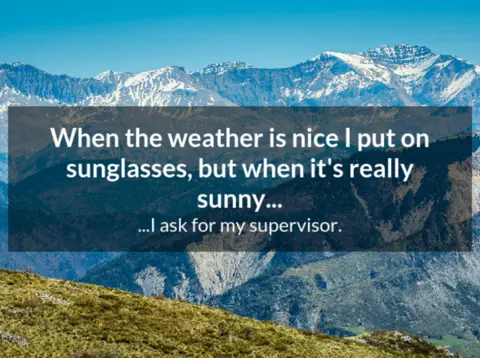 When the weather is nice I put on
sunglasses, but when it's really
sunny...
...I ask for my supervisor.